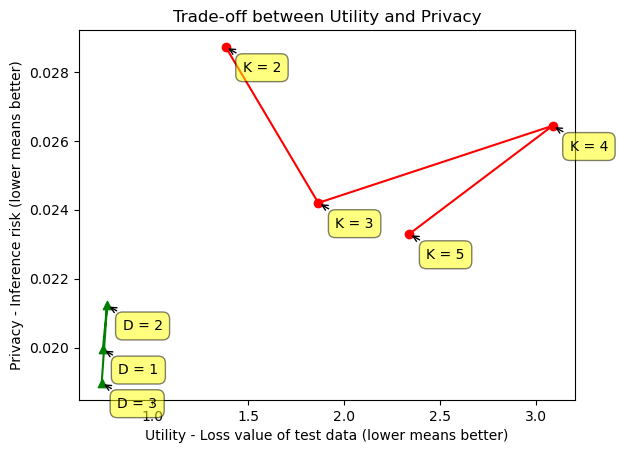 Trade-off between Utility and Privacy
Privacy - Inference risk (lower means better)
0.028
0.026
0.024
0.022
0.020
K = 2
K = 4
K = 3
K = 5
D = 2
D = 1
D = 3
1.0
1.5
2.0
2.5
3.0
Utility - Loss value of test data (lower means better)